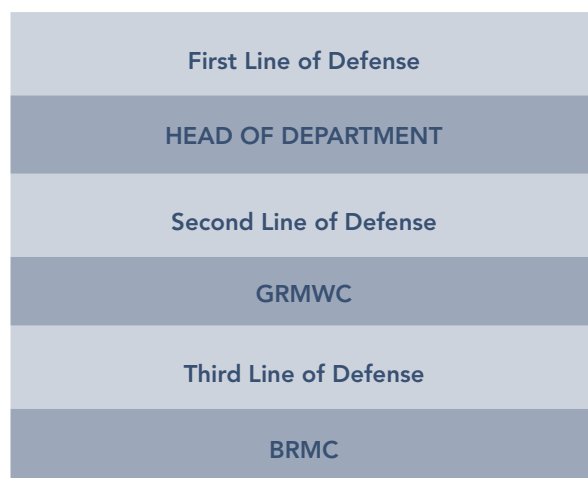 First Line of Defense
HEAD OF DEPARTMENT
Second Line of Defense
GRMWC
Third Line of Defense
BRMC